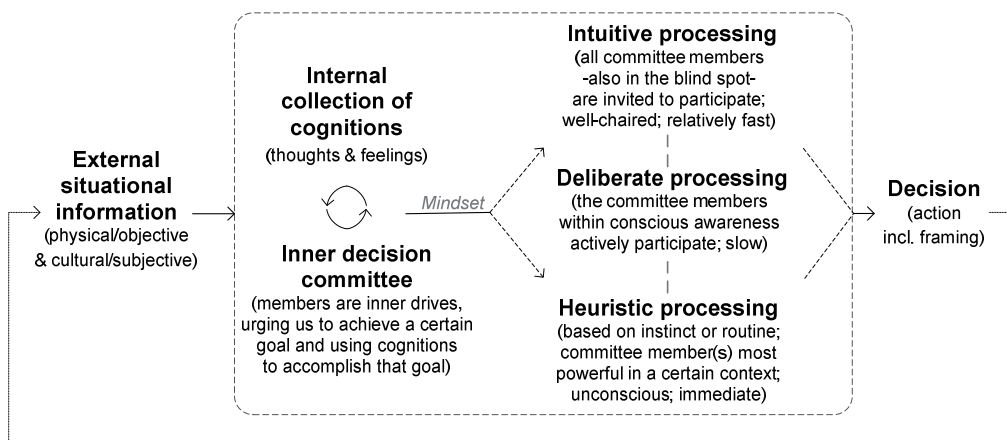 External
situational
information
(physical/objective
& cultural/subjective)
Internal
collection of
cognitions
(thoughts & feelings)
Inner decision
committee
(members are inner drives,
urging us to achieve a certain
goal and using cognitions
to accomplish that goal)
Mindset
Intuitive processing
(all committee members
-also in the blind spot-
are invited to participate;
well-chaired; relatively fast)
Deliberate processing
(the committee members
within conscious awareness
actively participate; slow)
Heuristic processing
(based on instinct or routine;
committee member(s) most
powerful in a certain context;
unconscious; immediate)
Decision
(action
incl. framing)